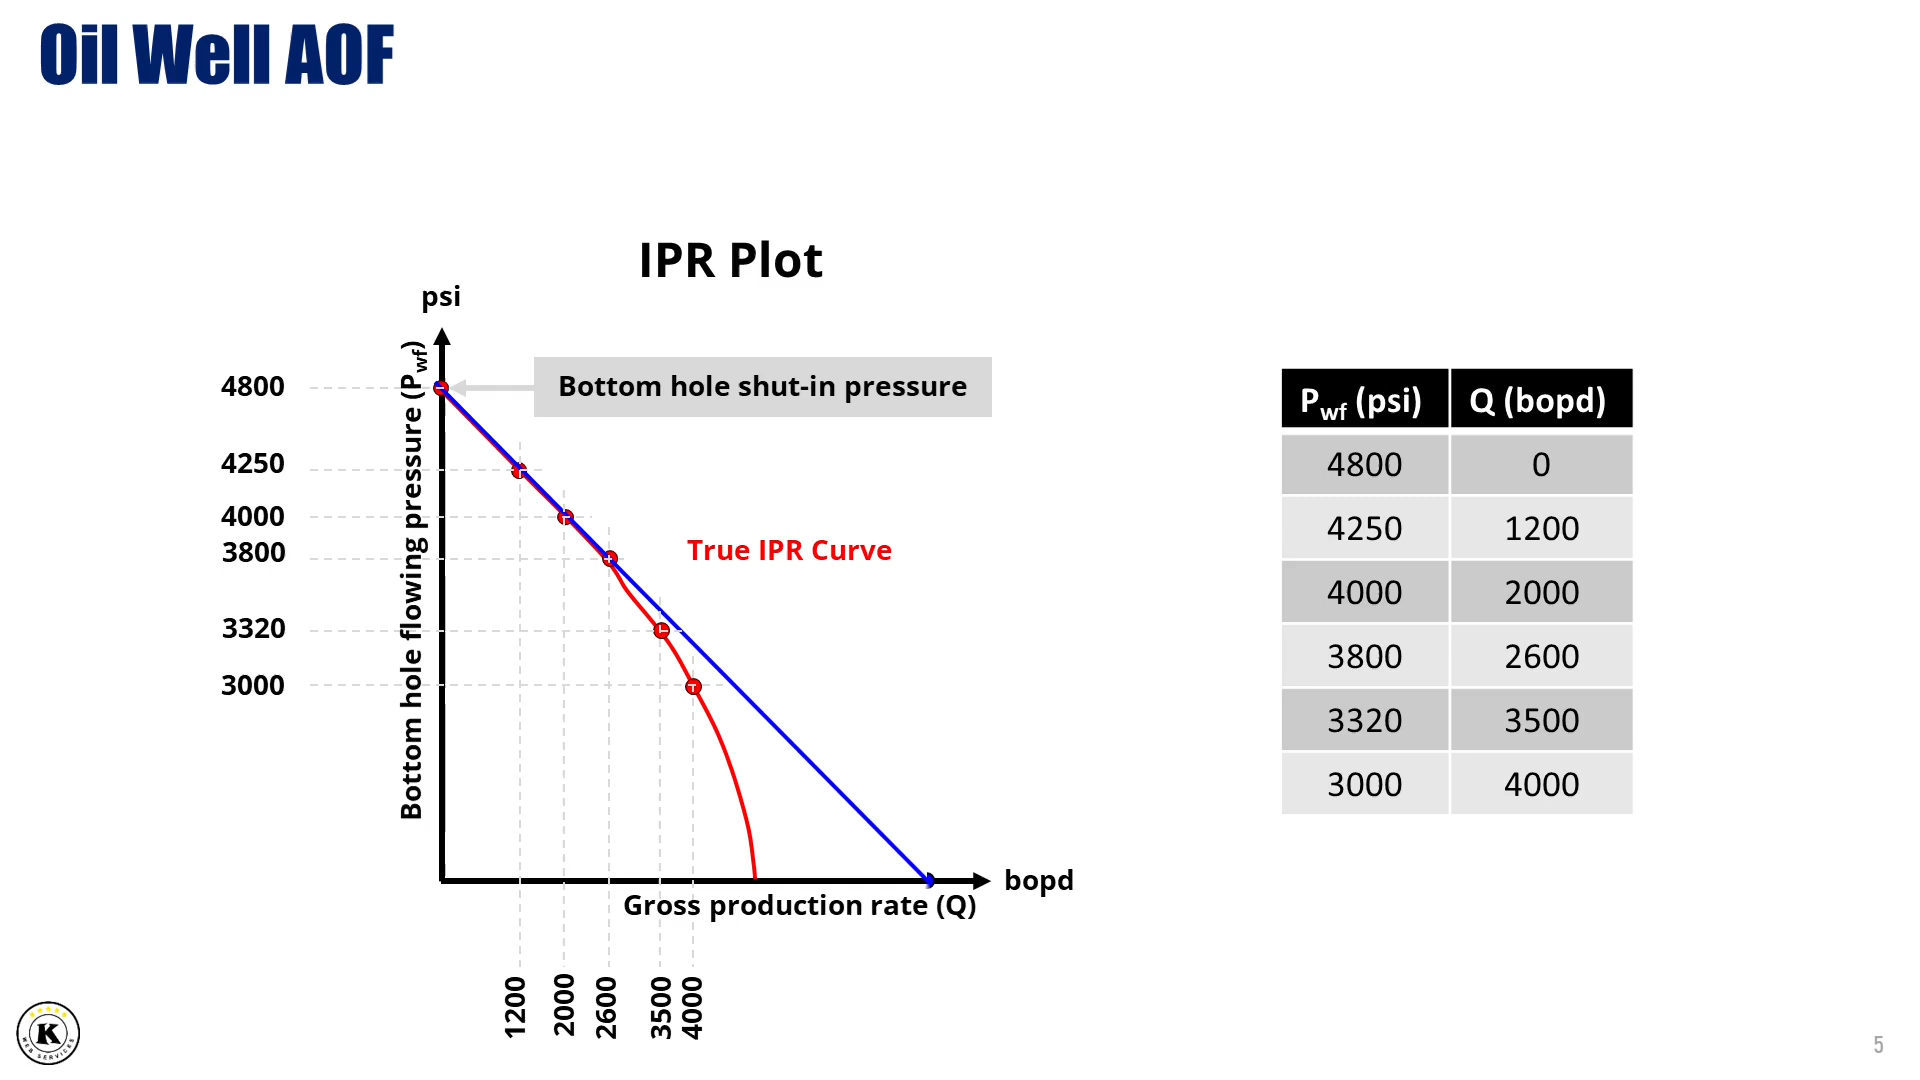 Oil Well AOF
IPR Plot
psi
Bottom hole flowing pressure (Pwf)
4800
4250
4000
3800
3320
3000
Bottom hole shut-in pressure
True IPR Curve
bopd
Gross production rate (Q)
1200
2000
2600
3500
4000
Pwf (psi) Q (bopd)
4800 0
4250 1200
4000 2000
3800 2600
3320 3500
3000 4000
K
WEB SERVICES
5